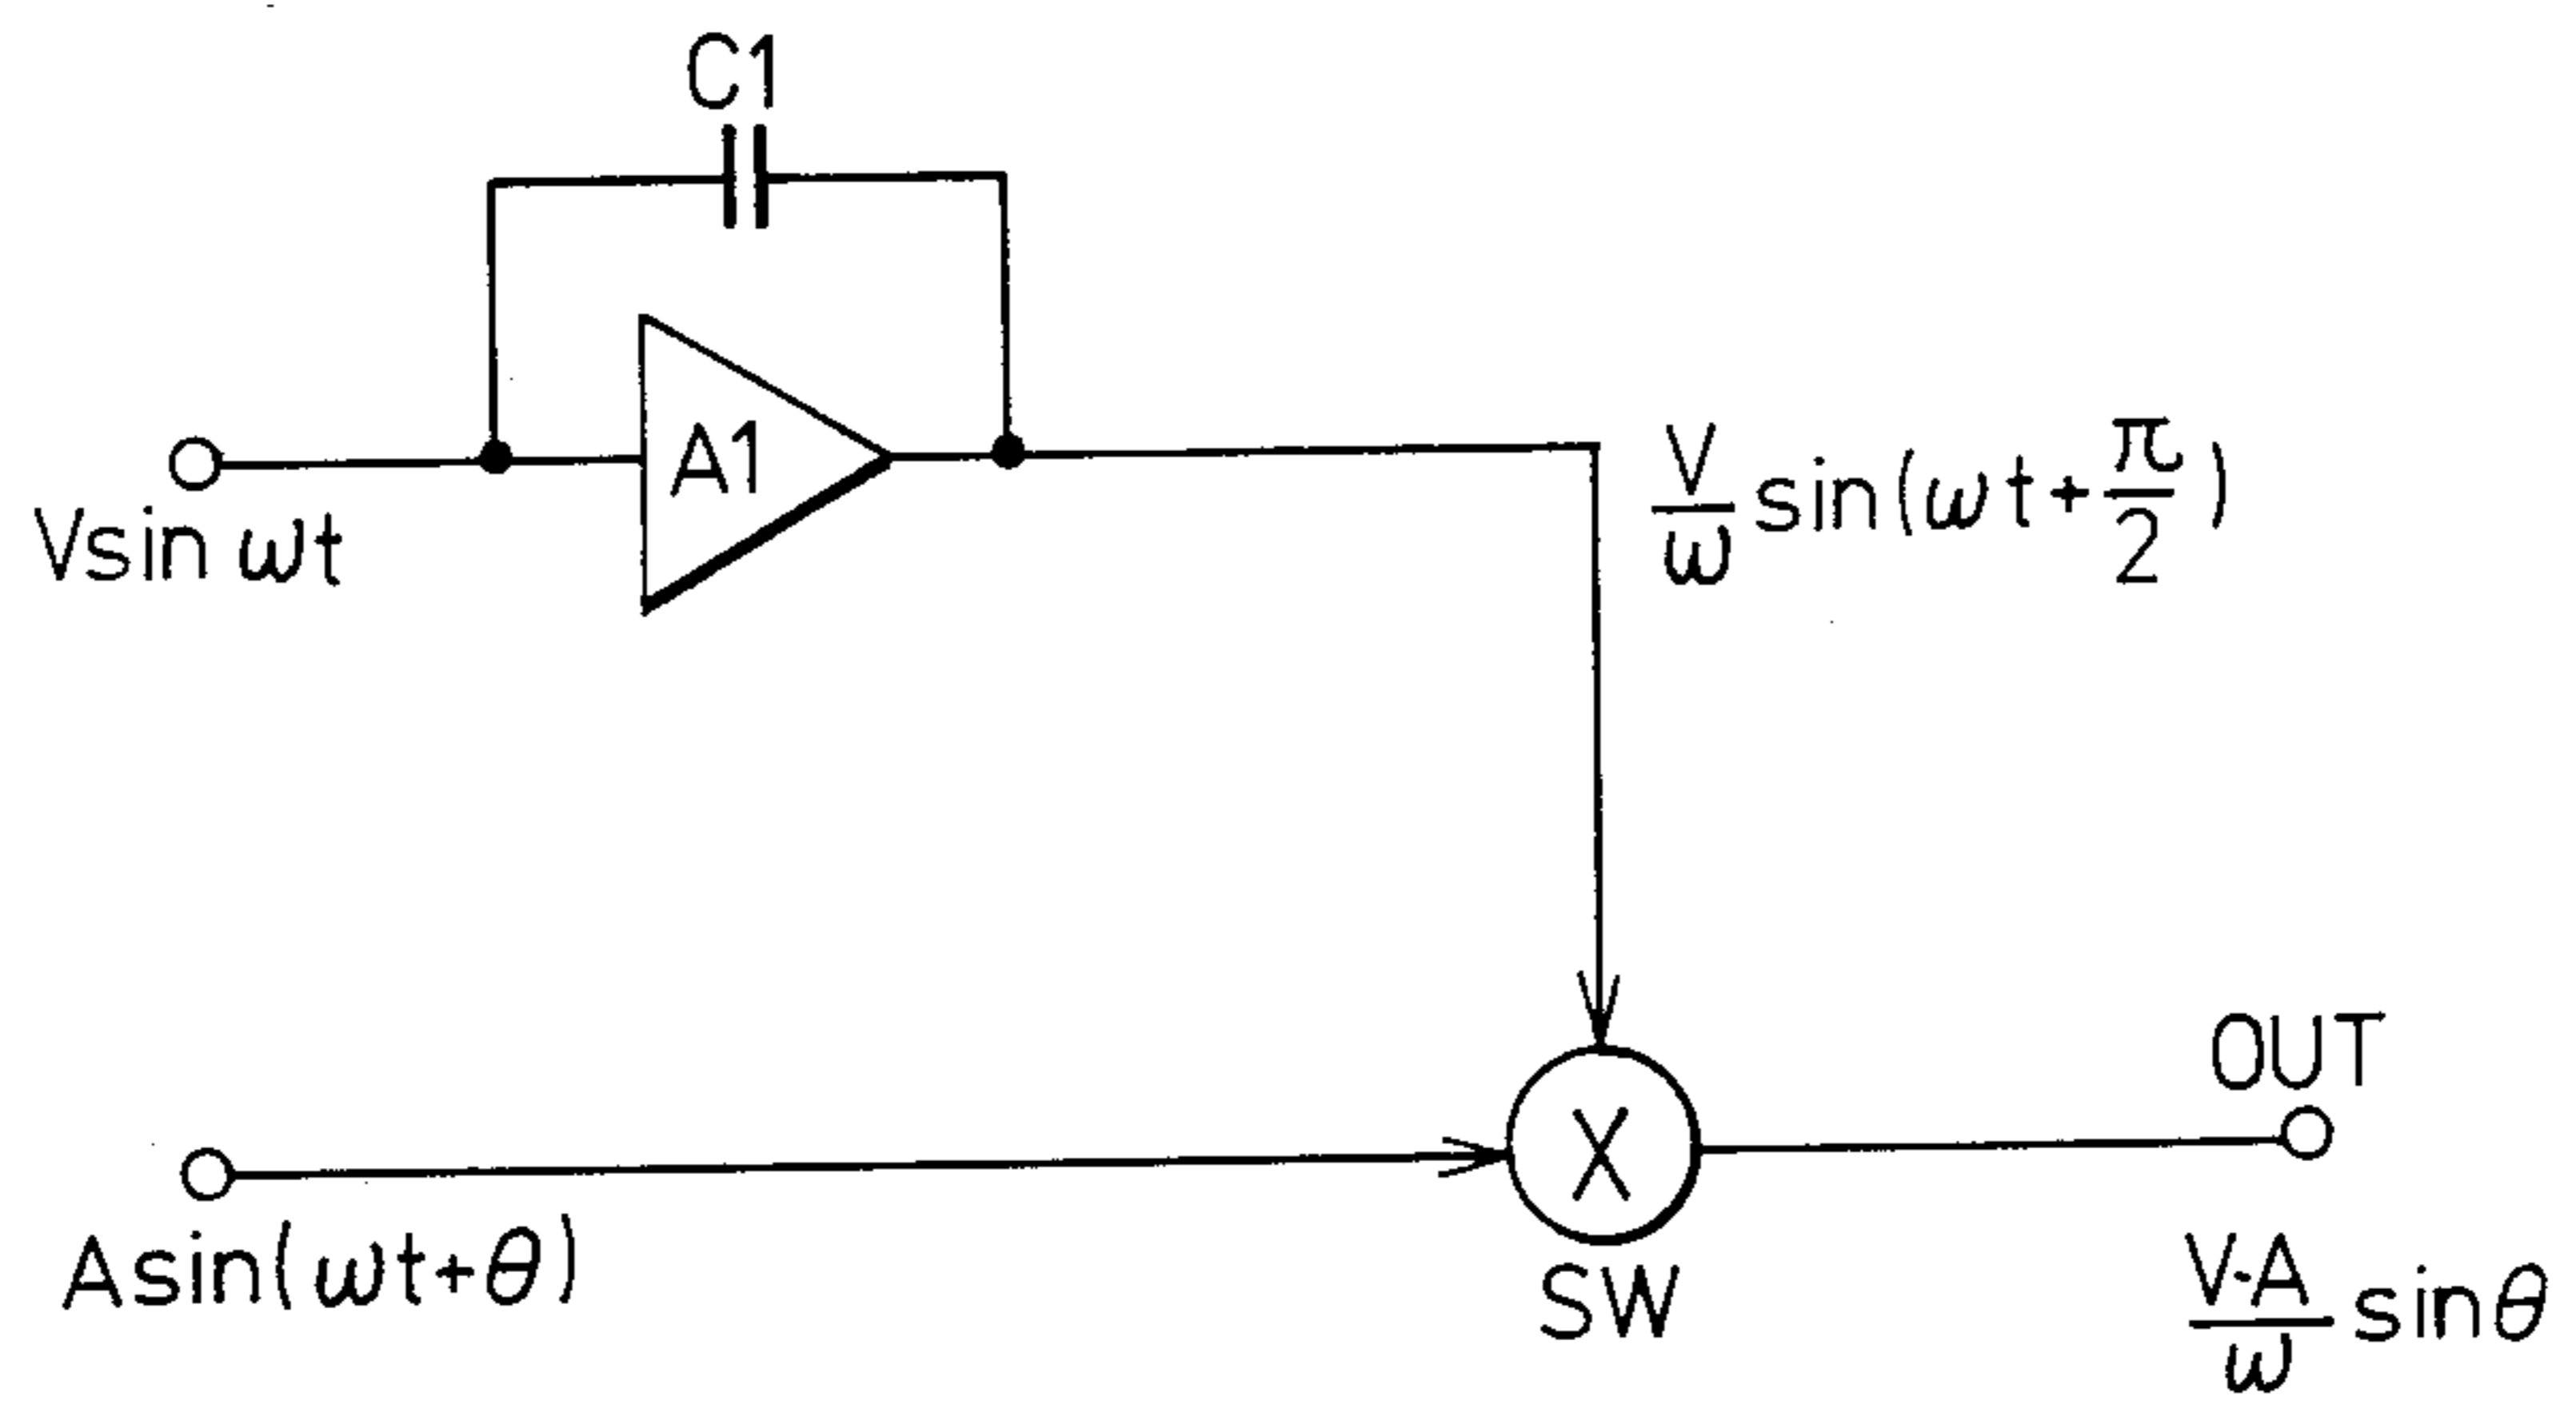 C1
A1
Vsin ωt
V/ω sin(ωt+π/2)
OUT
X
Asin(ωt+θ)
SW
V·A/ω sinθ